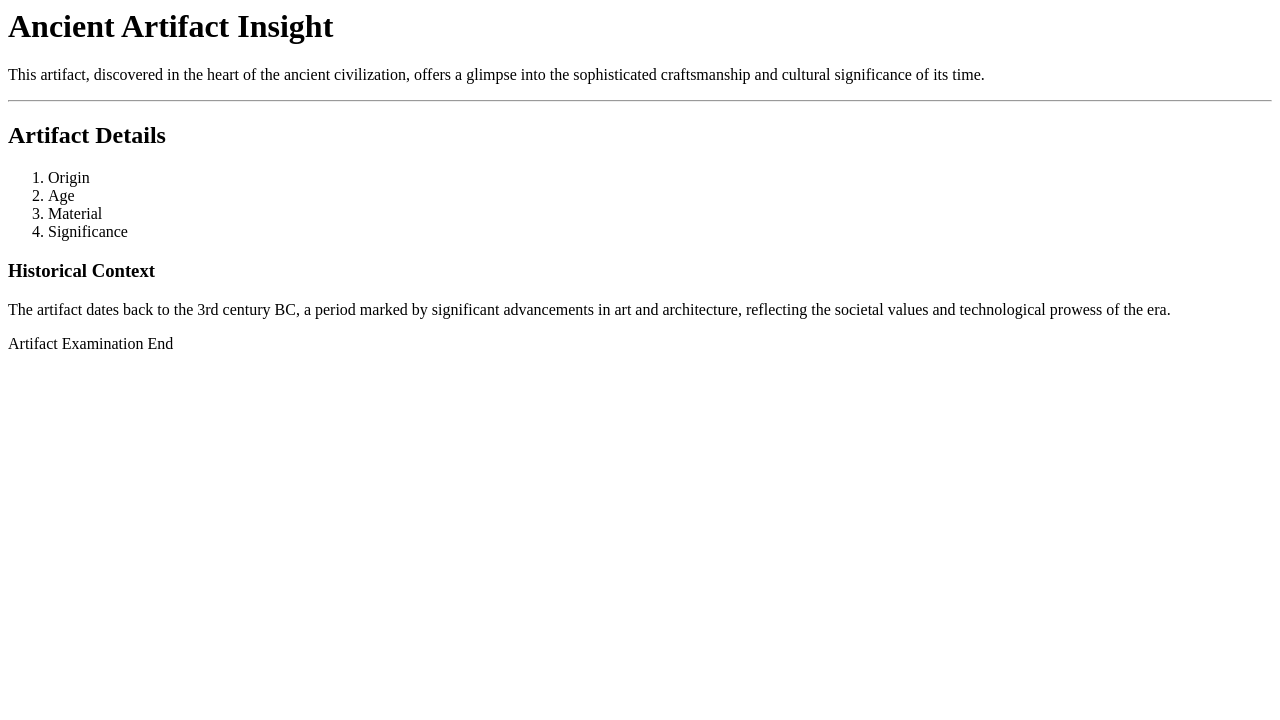 Ancient Artifact Insight
This artifact, discovered in the heart of the ancient civilization, offers a glimpse into the sophisticated craftsmanship and cultural significance of its time.
Artifact Details
1. Origin
2. Age
3. Material
4. Significance
Historical Context
The artifact dates back to the 3rd century BC, a period marked by significant advancements in art and architecture, reflecting the societal values and technological prowess of the era.
Artifact Examination End